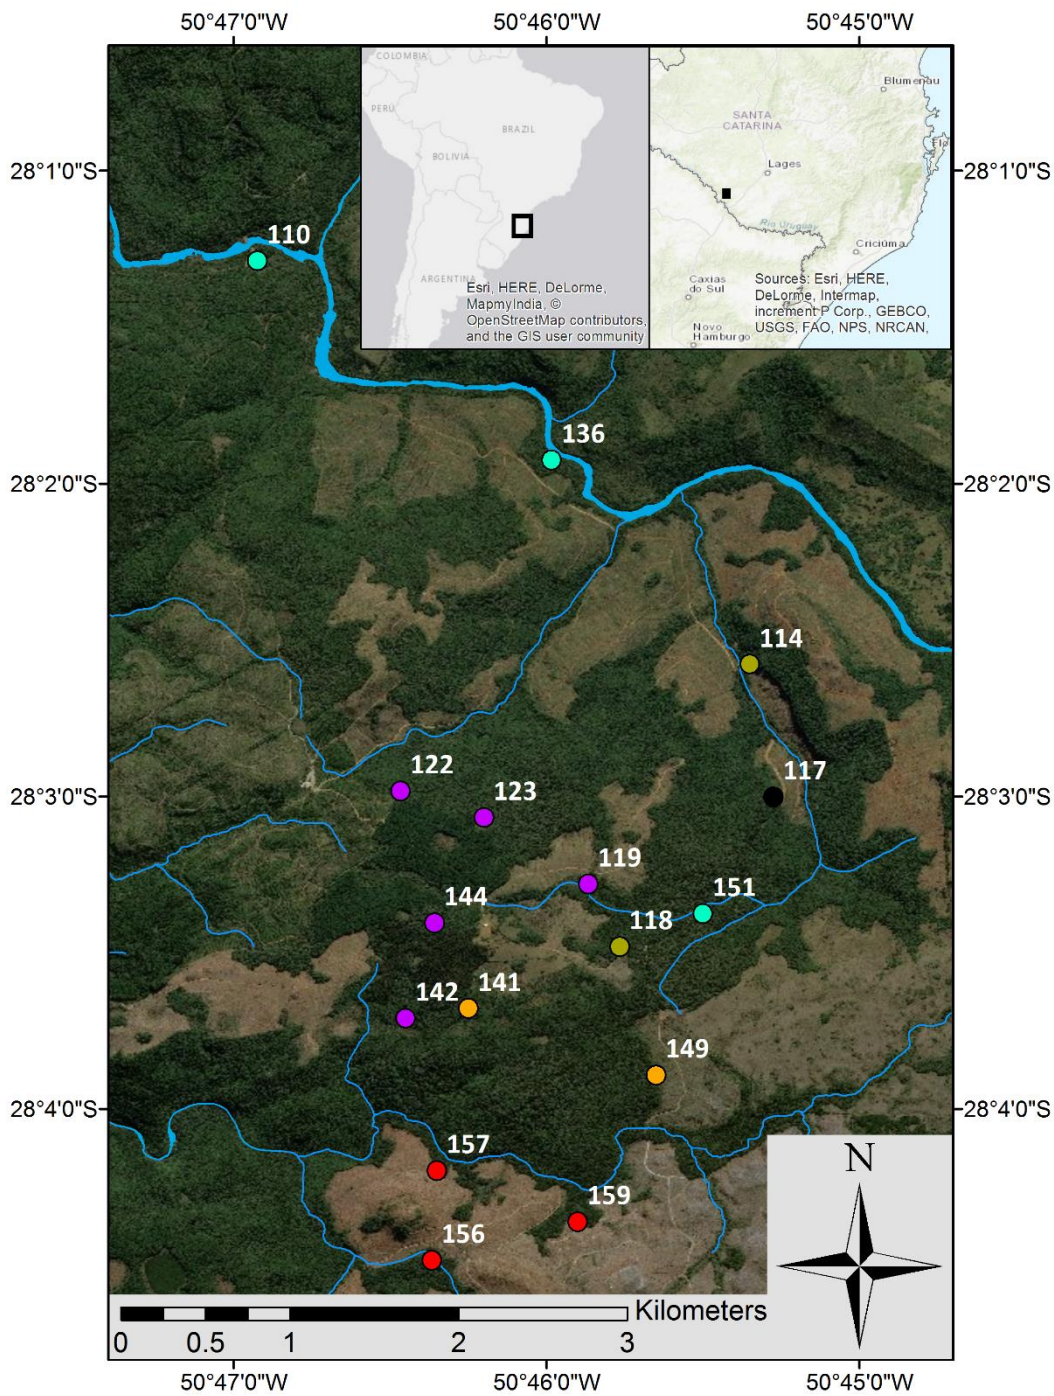 50°47'0"W
50°46'0"W
50°45'0"W
28°1'0"S
28°1'0"S
28°2'0"S
28°2'0"S
28°3'0"S
28°3'0"S
28°4'0"S
28°4'0"S
COLOMBIA
PERU
BRAZIL
BOLIVIA
ARGENTINA
Esri, HERE, DeLorme,
MapmyIndia, ©
OpenStreetMap contributors,
and the GIS user community
Blumenau
SANTA
CATARINA
Flo
Lages
Rio Uruguay
Criciúma
Caxias
do Sul
Novo
Hamburgo
Sources: Esri, HERE,
DeLorme, Intermap,
increment P Corp., GEBCO,
USGS, FAO, NPS, NRCAN,
110
136
114
117
122
123
119
151
144
118
142
141
149
157
159
156
N
Kilometers
0
0.5
1
2
3
50°47'0"W
50°46'0"W
50°45'0"W